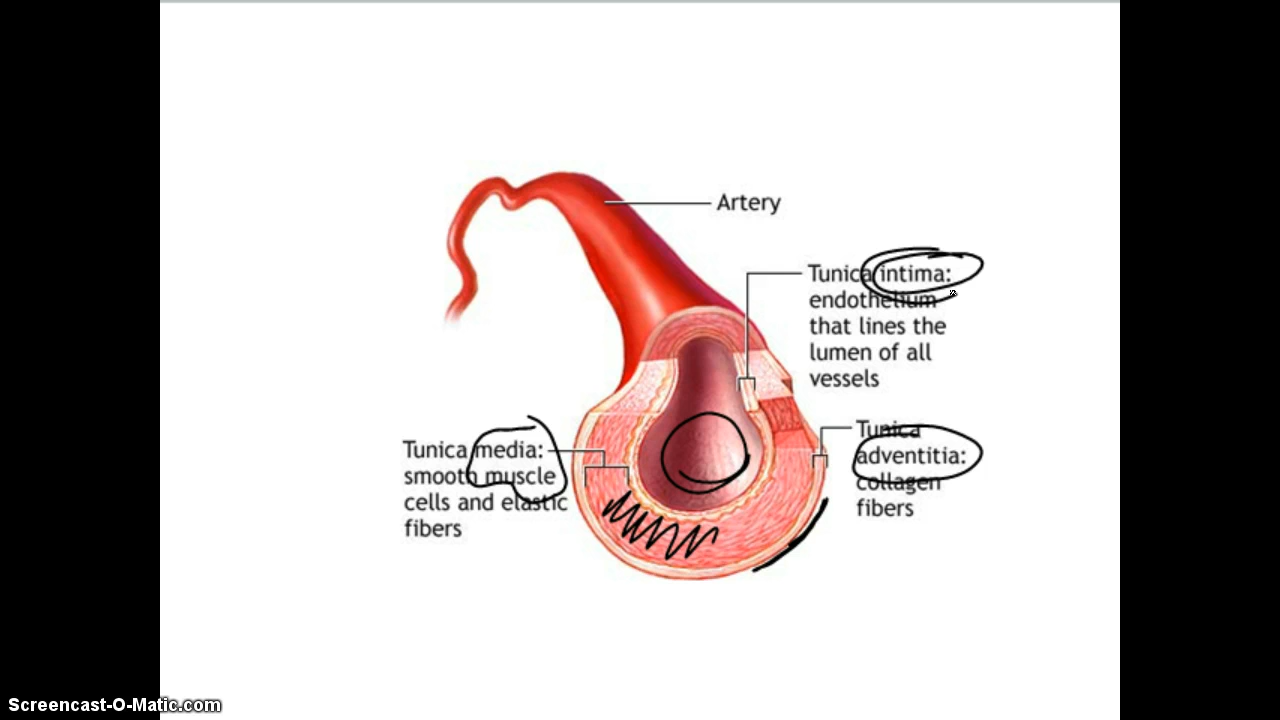 Artery
Tunica intima:
endothelium
that lines the
lumen of all
vessels
Tunica
adventitia:
collagen
fibers
Tunica media:
smooth muscle
cells and elastic
fibers
Screencast-O-Matic.com